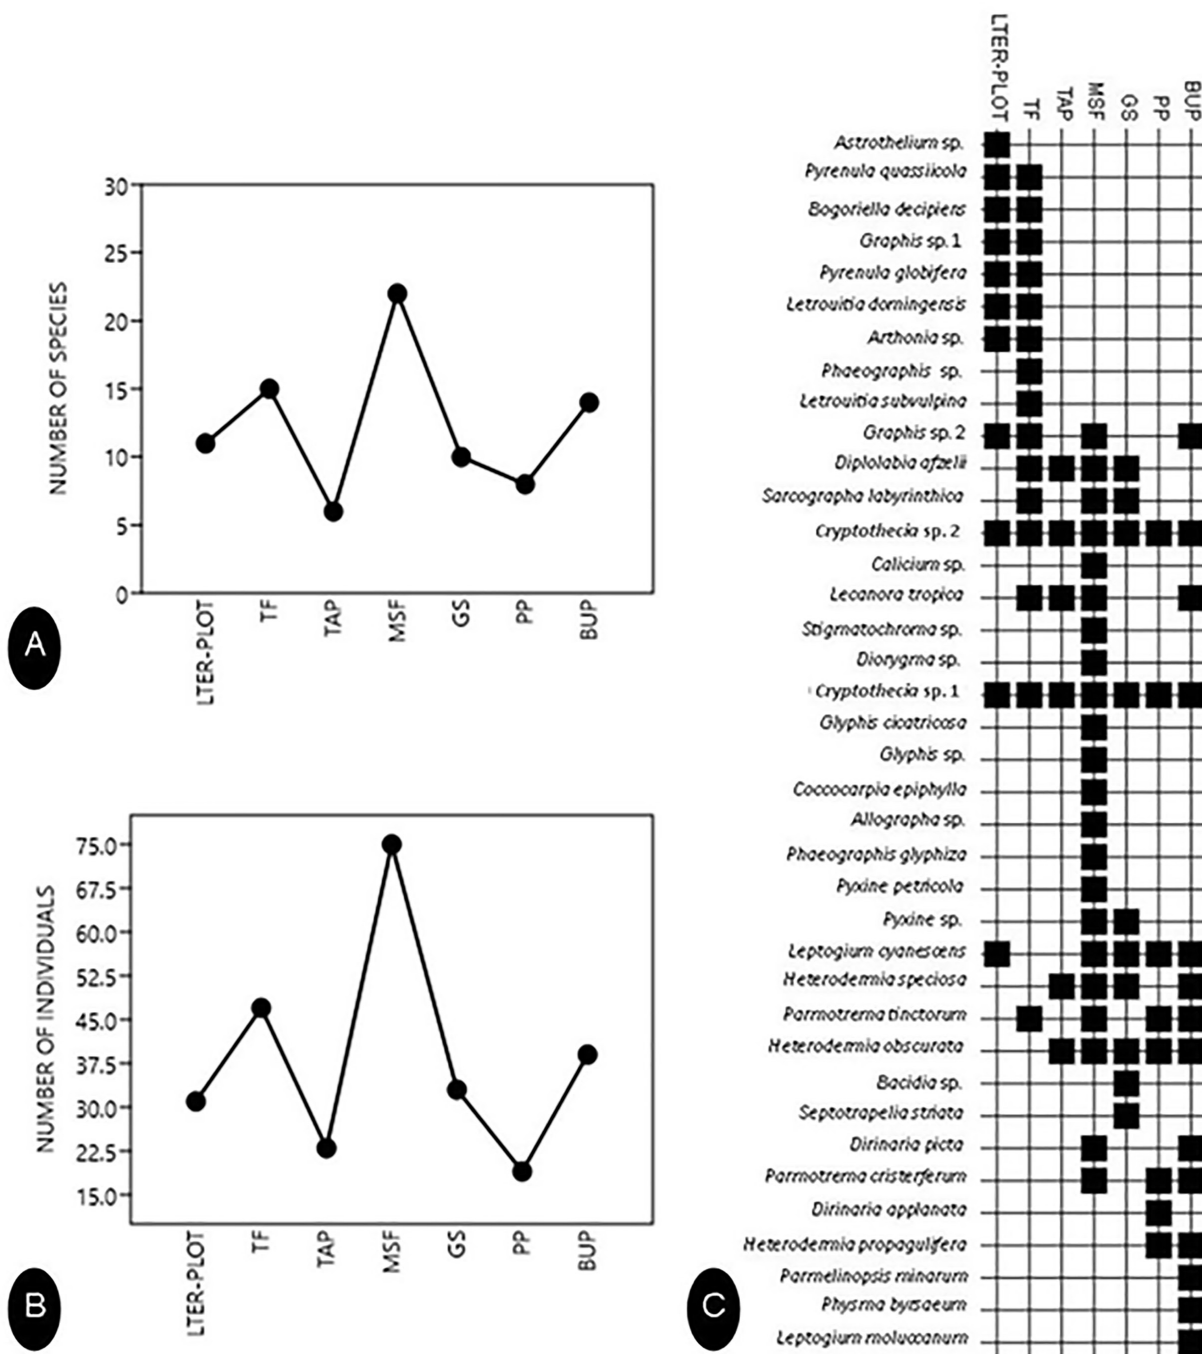 30
25
20
15
10
5
0
NUMBER OF SPECIES
LTER-PLOT
TF
TAP
MSF
GS
PP
BUP
A
75.0
67.5
60.0
52.5
45.0
37.5
30.0
22.5
15.0
NUMBER OF INDIVIDUALS
LTER-PLOT
TF
TAP
MSF
GS
PP
BUP
B
LTER-PLOT
TF
TAP
MSF
GS
PP
BUP
Astrothelium sp.
Pyrenula quassiicola
Bogoriella decipiens
Graphis sp.1
Pyrenula globifera
Letrouitia domingensis
Arthonia sp.
Phaeographis sp.
Letrouitia subvulpina
Graphis sp.2
Diplolabia afzelii
Sarcographa labyrinthica
Cryptothecia sp.2
Calicium sp.
Lecanora tropica
Stigmatochroma sp.
Diorygma sp.
Cryptothecia sp.1
Glyphis cicatricosa
Glyphis sp.
Coccocarpia epiphylla
Allographa sp.
Phaeographis glyphiza
Pyxine petricola
Pyxine sp.
Leptogium cyanescens
Heterodermia speciosa
Parmotrema tinctorum
Heterodermia obscurata
Bacidia sp.
Septotrapelia striata
Dirinaria picta
Parmotrema cristerferum
Dirinaria applanata
Heterodermia propagulifera
Parmelinopsis minarum
Physma byrsaeum
Leptogium moluccanum
C